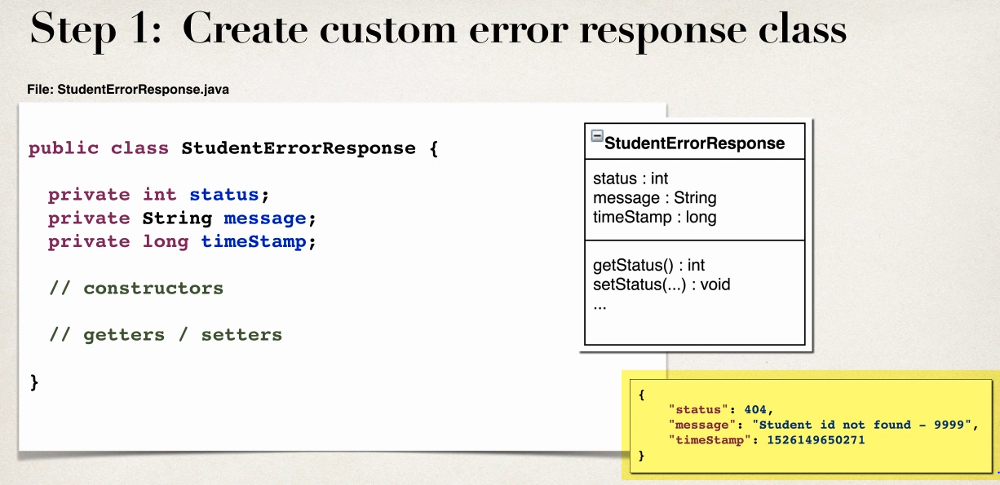 Step 1: Create custom error response class
File: StudentErrorResponse.java
public class StudentErrorResponse {
private int status;
private String message;
private long timeStamp;
// constructors
// getters / setters
}
StudentErrorResponse
status : int
message : String
timeStamp : long
getStatus() : int
setStatus(...) : void
...
{
"status": 404,
"message": "Student id not found - 9999",
"timeStamp": 1526149650271
}